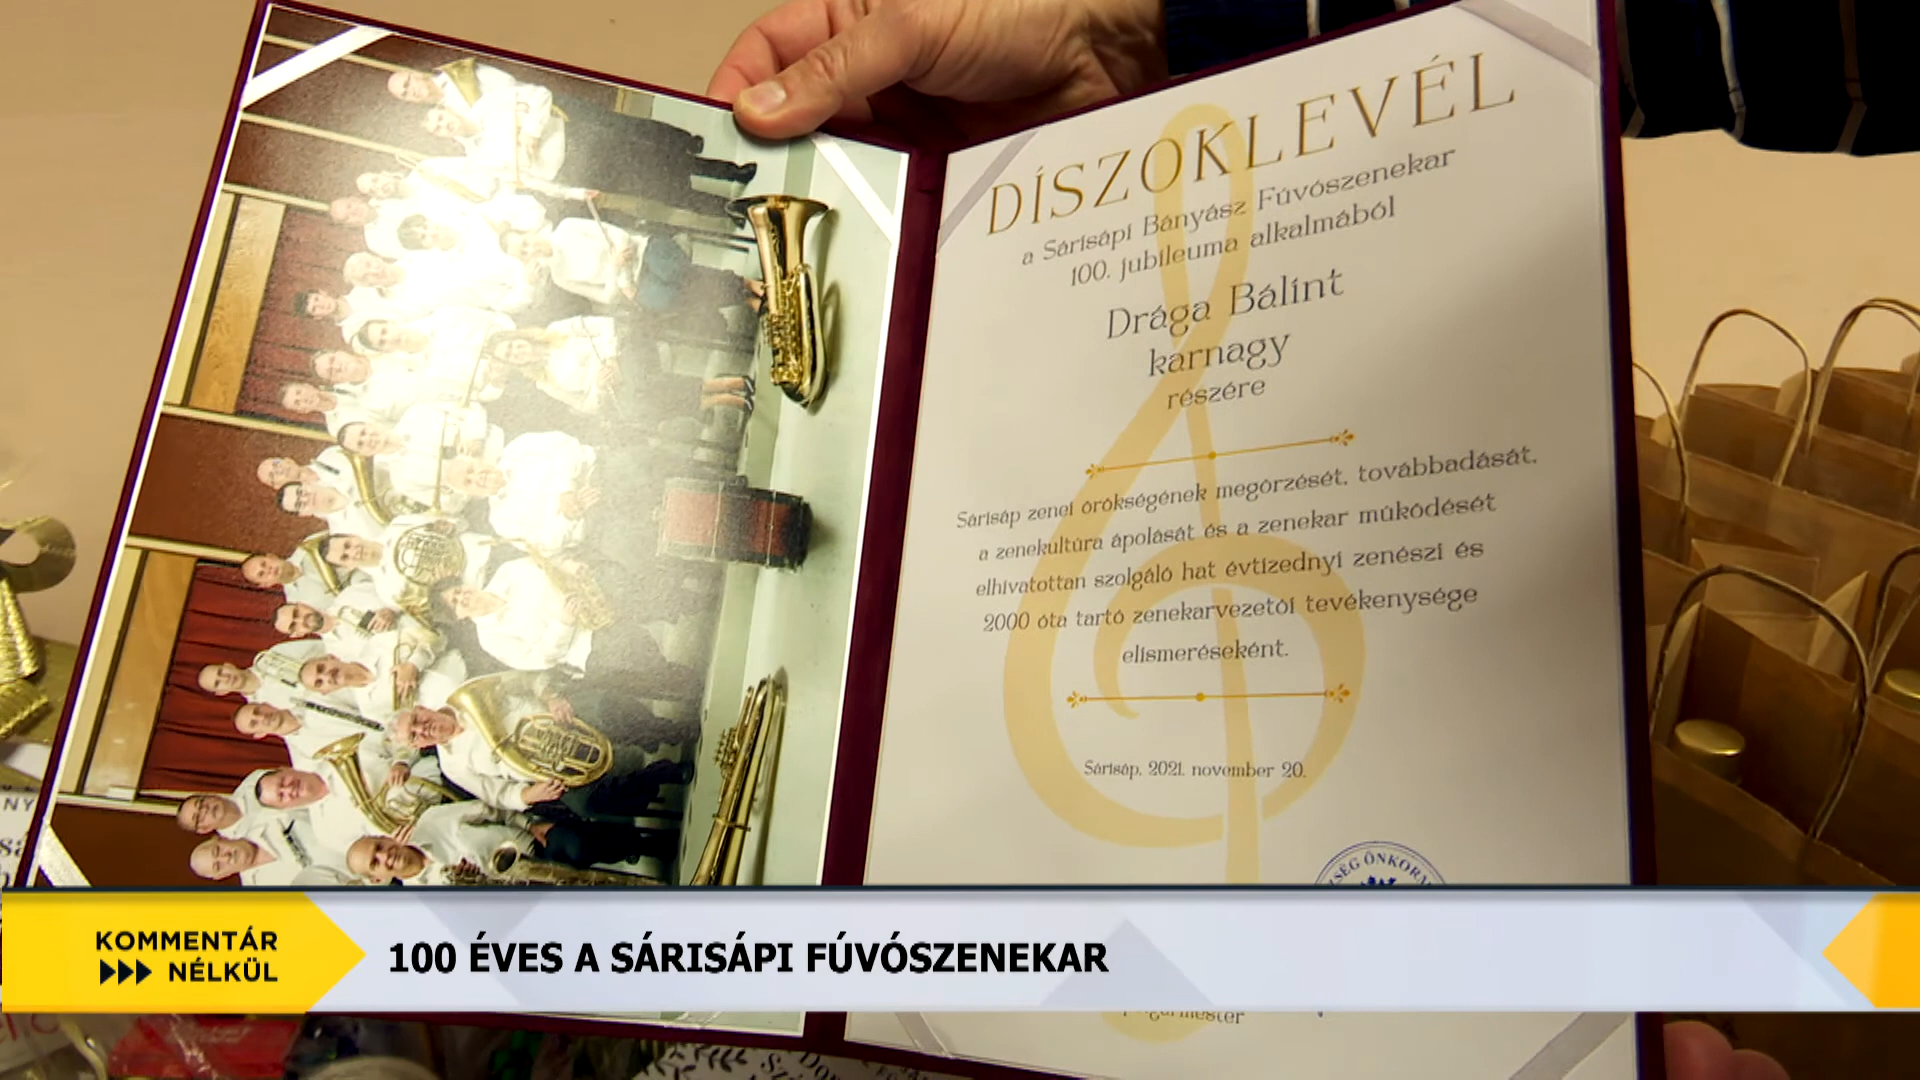 DÍSZOKLEVÉL
a Sárisápi Bányász Fúvószenekar
100. jubileuma alkalmából
Drága Bálint
karnagy
részére
Sárisáp zenei örökségének megőrzését, továbbadását,
a zenekultúra ápolását és a zenekar működését
elhivatottan szolgáló hat évtizednyi zenészi és
2000 óta tartó zenekarvezetői tevékenysége
elismeréseként.
Sárisáp, 2021. november 20.
SÉG ÖNKOR
KOMMENTÁR
NÉLKÜL
100 ÉVES A SÁRISÁPI FÚVÓSZENEKAR